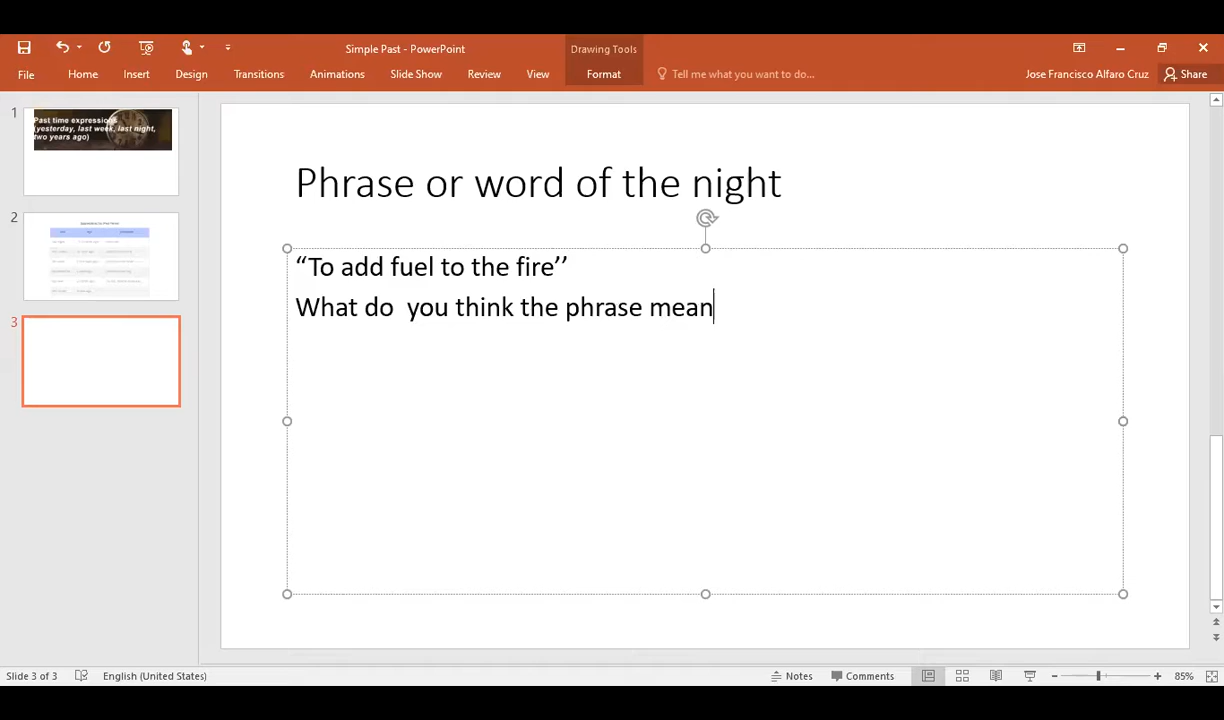 Simple Past - PowerPoint
Drawing Tools
File Home Insert Design Transitions Animations Slide Show Review View Format Tell me what you want to do... Jose Francisco Alfaro Cruz Share
1
Past time expressions
(yesterday, last week, last night,
two years ago)
2
3
Phrase or word of the night
“To add fuel to the fire’’
What do  you think the phrase mean
Slide 3 of 3 English (United States) Notes Comments 85%